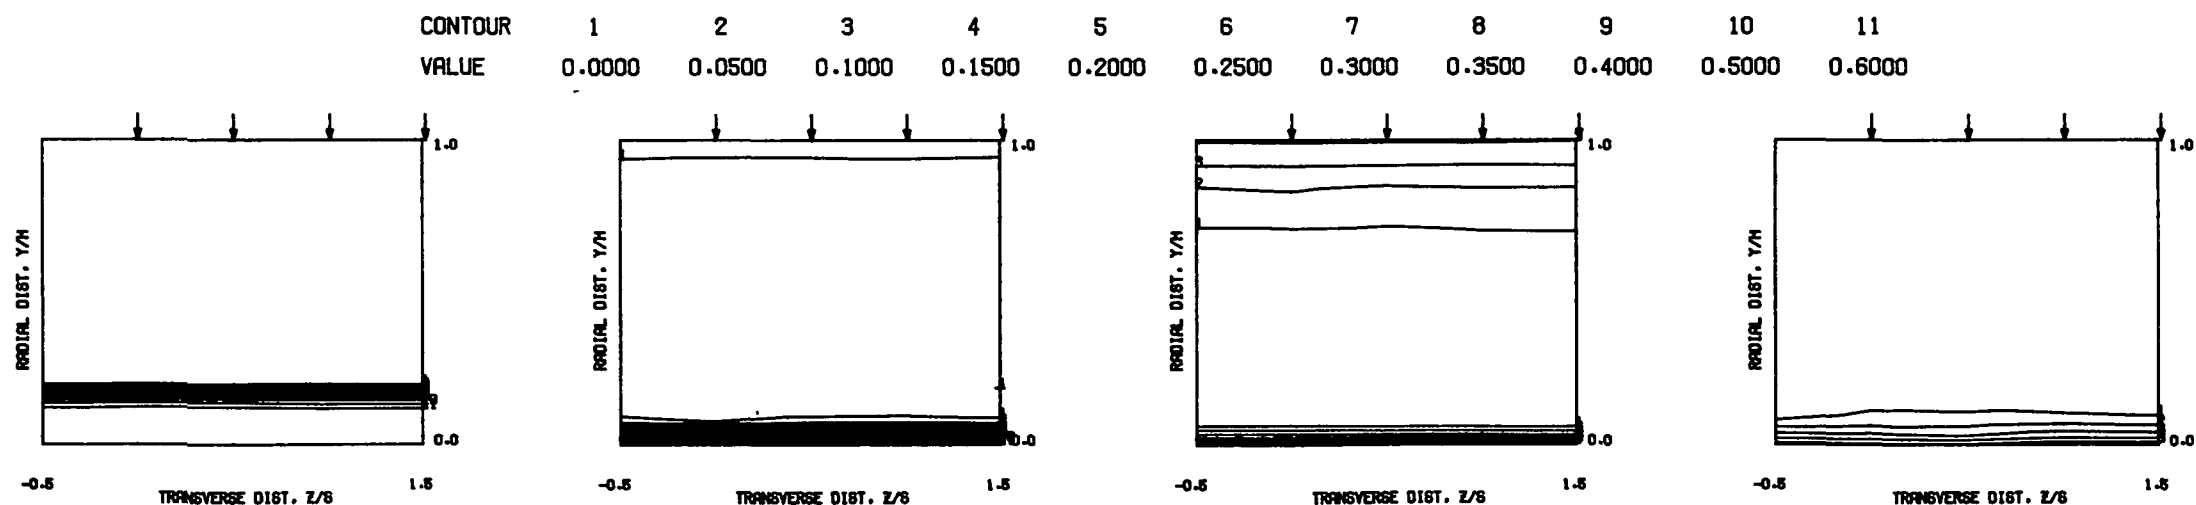 CONTOUR 1 2 3 4 5 6 7 8 9 10 11
VALUE 0.0000 0.0500 0.1000 0.1500 0.2000 0.2500 0.3000 0.3500 0.4000 0.5000 0.6000
1.0 1.0 1.0 1.0
RADIAL DIST. Y/H RADIAL DIST. Y/H RADIAL DIST. Y/H RADIAL DIST. Y/H
0.0 0.0 0.0 0.0
-0.5 1.5 -0.5 1.5 -0.5 1.5 -0.5 1.5
TRANSVERSE DIST. Z/S TRANSVERSE DIST. Z/S TRANSVERSE DIST. Z/S TRANSVERSE DIST. Z/S